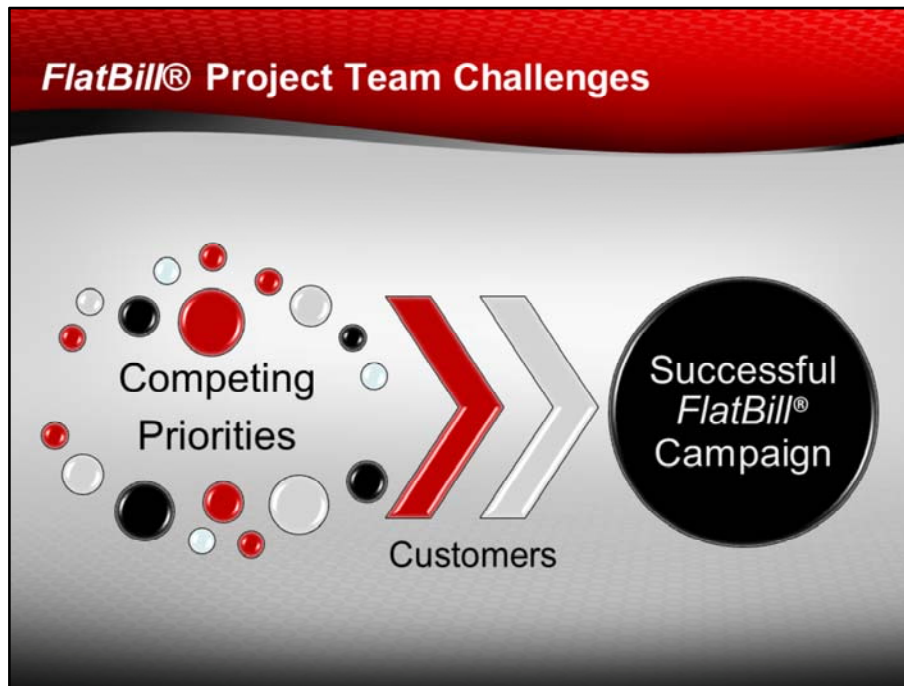 FlatBill® Project Team Challenges
Competing
Priorities
Customers
Successful
FlatBill®
Campaign